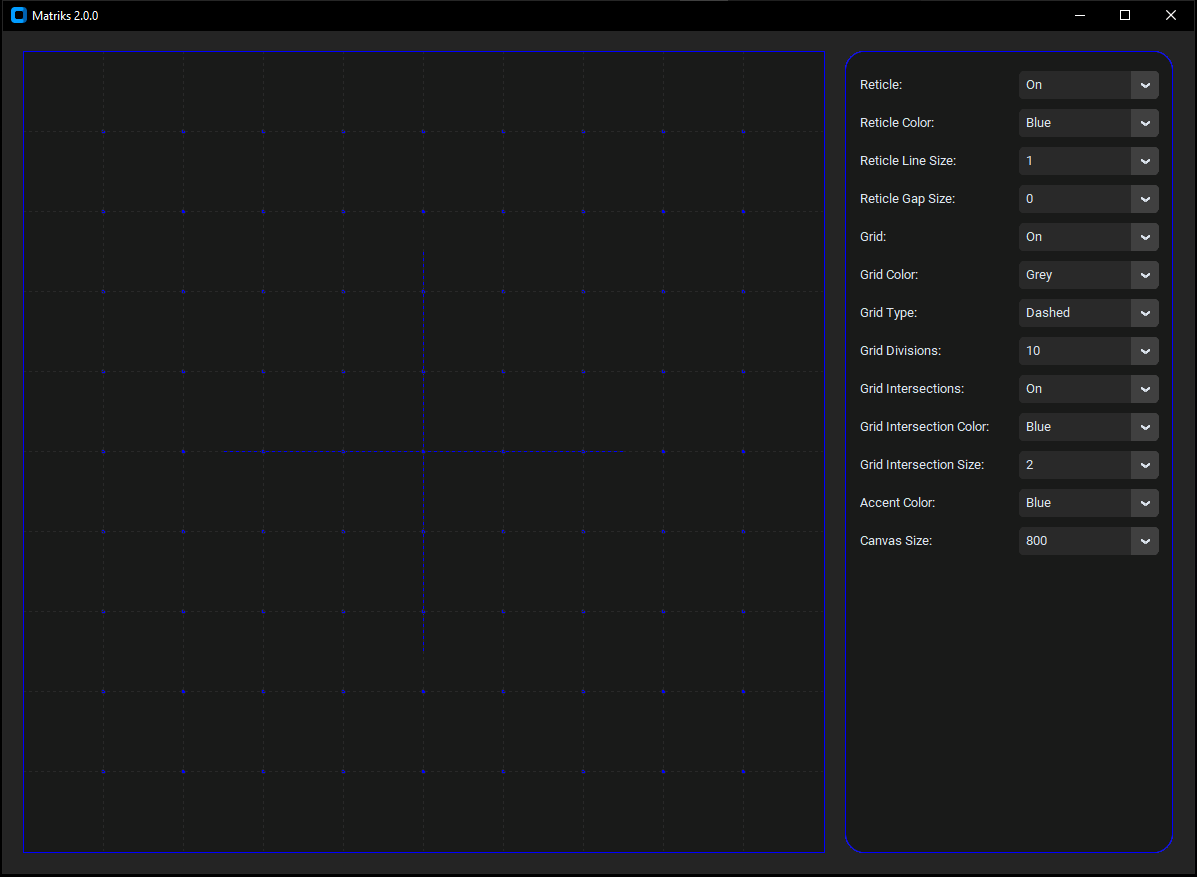 Matriks 2.0.0
Reticle: On
Reticle Color: Blue
Reticle Line Size: 1
Reticle Gap Size: 0
Grid: On
Grid Color: Grey
Grid Type: Dashed
Grid Divisions: 10
Grid Intersections: On
Grid Intersection Color: Blue
Grid Intersection Size: 2
Accent Color: Blue
Canvas Size: 800